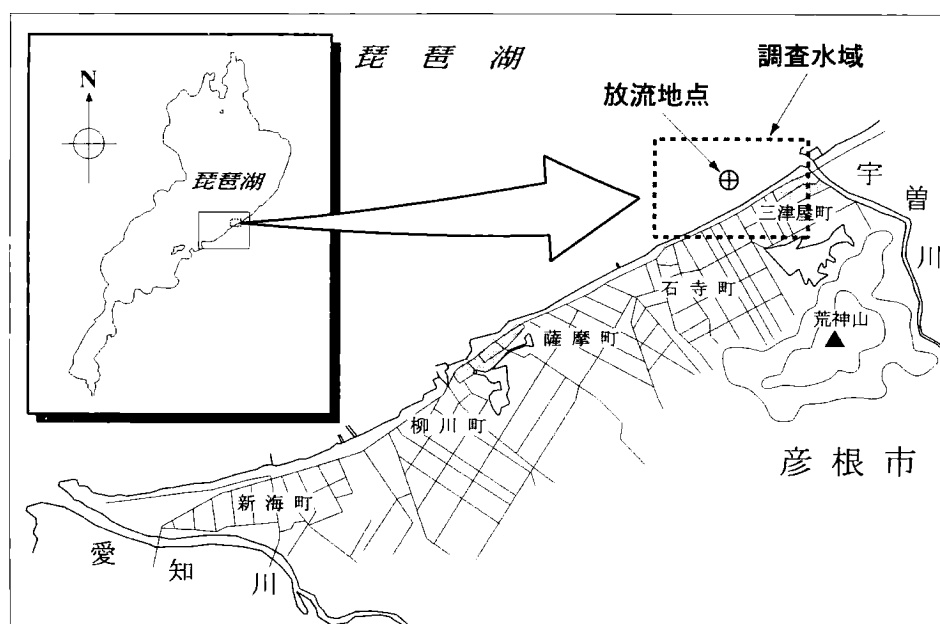 琵琶湖
調査水域
放流地点
N
琵琶湖
宇曽川
三津屋町
石寺町
荒神山
薩摩町
柳川町
彦根市
新海町
愛知川